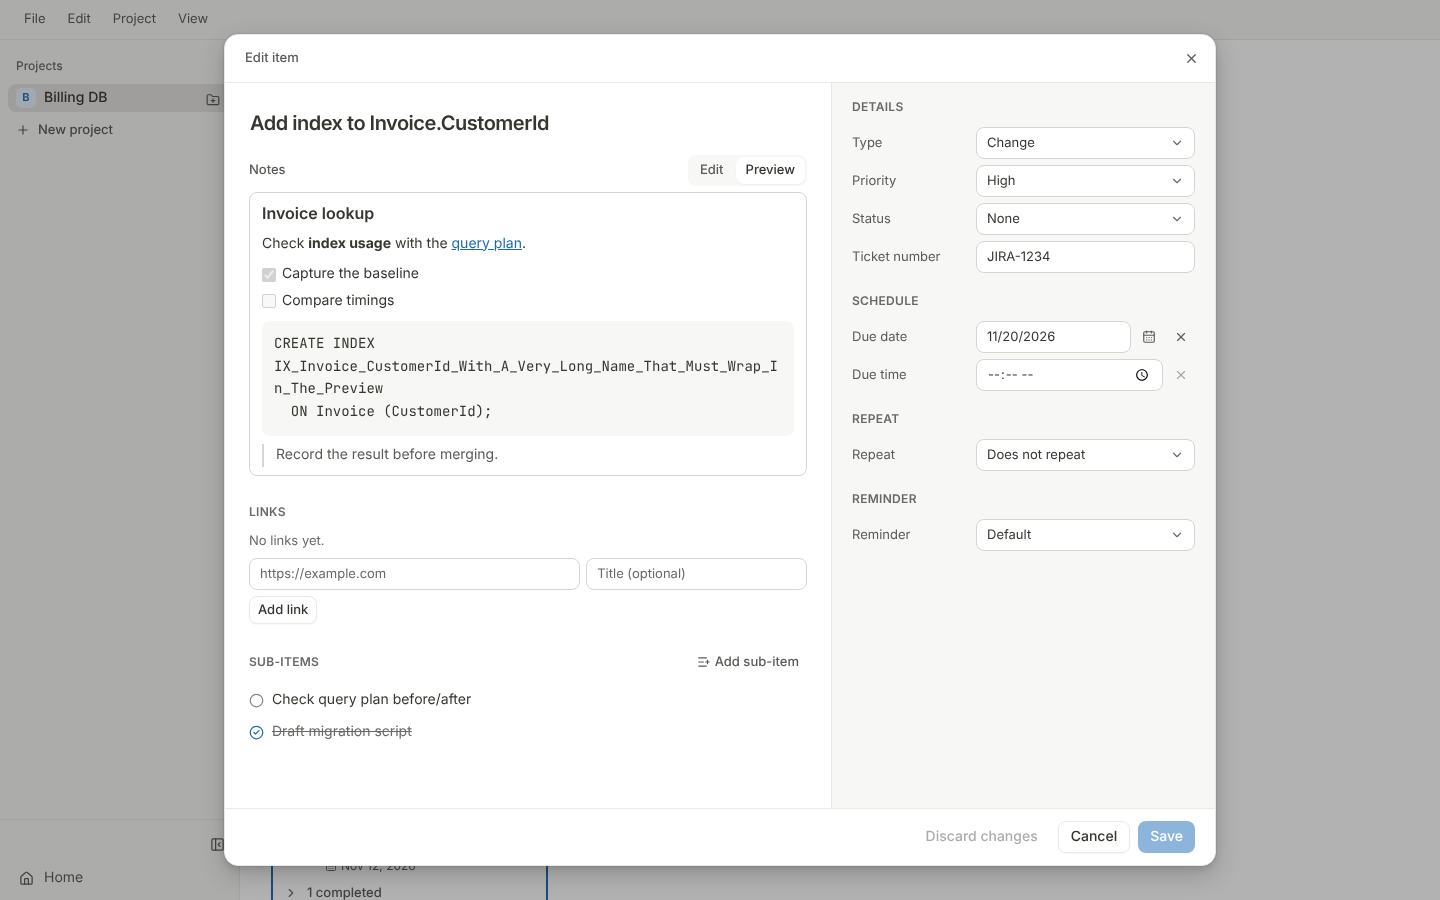 File Edit Project View
Projects
B Billing DB
New project
Home
Edit item
Add index to Invoice.CustomerId
Notes
Edit Preview
Invoice lookup
Check index usage with the query plan.
Capture the baseline
Compare timings
CREATE INDEX
IX_Invoice_CustomerId_With_A_Very_Long_Name_That_Must_Wrap_I
n_The_Preview
ON Invoice (CustomerId);
Record the result before merging.
LINKS
No links yet.
https://example.com Title (optional)
Add link
SUB-ITEMS Add sub-item
Check query plan before/after
Draft migration script
DETAILS
Type Change
Priority High
Status None
Ticket number JIRA-1234
SCHEDULE
Due date 11/20/2026
Due time --:-- --
REPEAT
Repeat Does not repeat
REMINDER
Reminder Default
Discard changes Cancel Save
Nov 12, 2026
1 completed